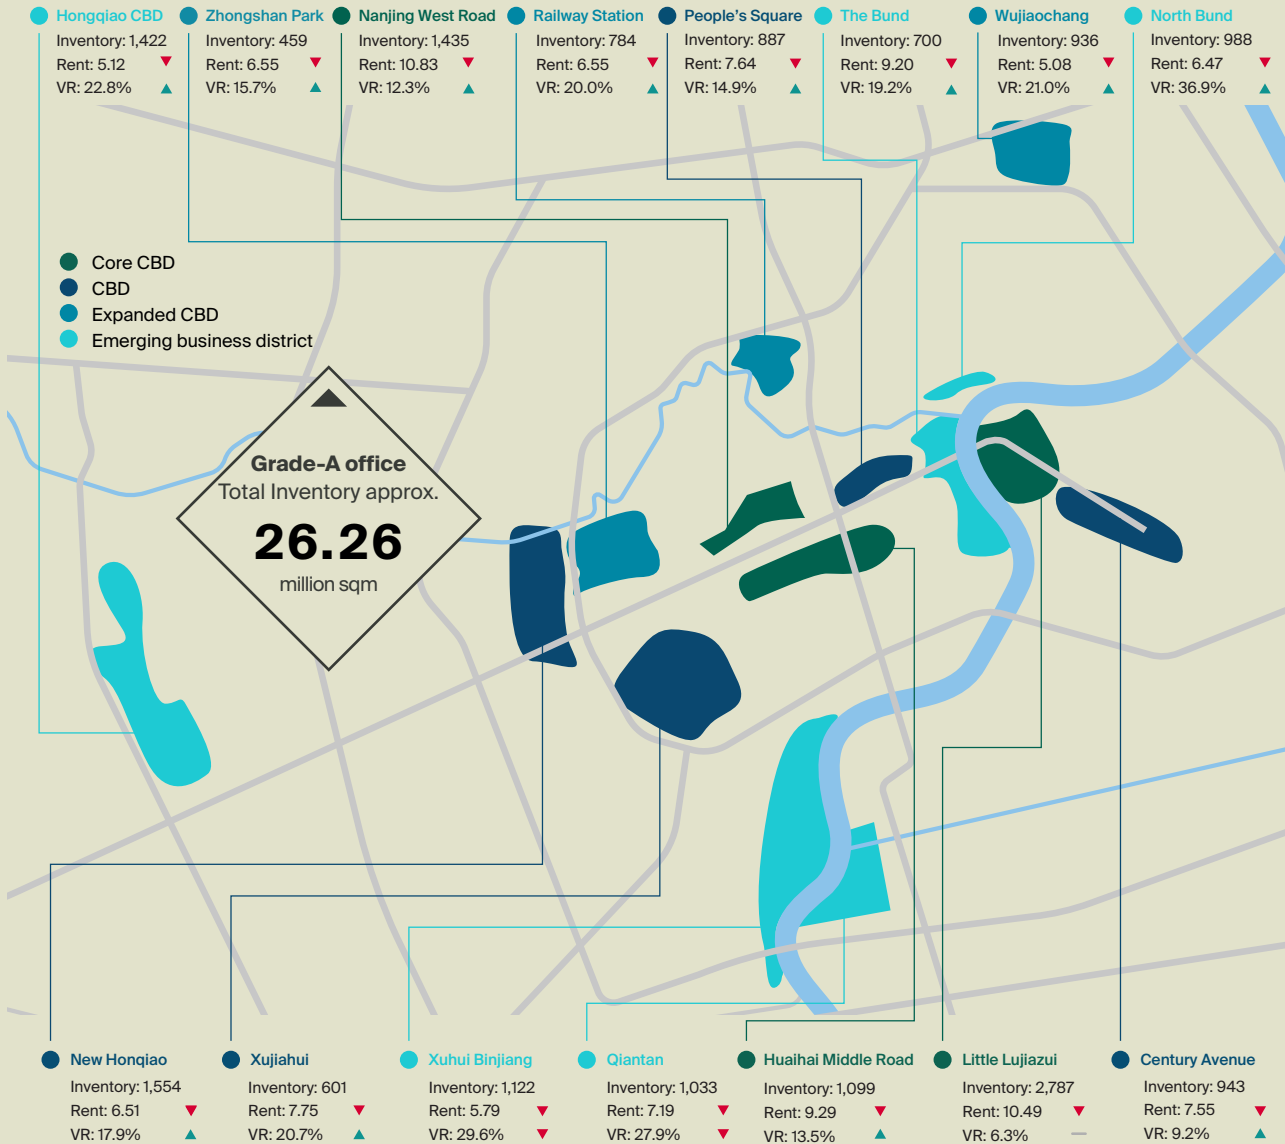 Hongqiao CBD
Inventory: 1,422
Rent: 5.12 ▼
VR: 22.8% ▲
Zhongshan Park
Inventory: 459
Rent: 6.55 ▼
VR: 15.7% ▲
Nanjing West Road
Inventory: 1,435
Rent: 10.83 ▼
VR: 12.3% ▲
Railway Station
Inventory: 784
Rent: 6.55 ▼
VR: 20.0% ▲
People's Square
Inventory: 887
Rent: 7.64 ▼
VR: 14.9% ▲
The Bund
Inventory: 700
Rent: 9.20 ▼
VR: 19.2% ▲
Wujiaochang
Inventory: 936
Rent: 5.08 ▼
VR: 21.0% ▲
North Bund
Inventory: 988
Rent: 6.47 ▼
VR: 36.9% ▲
Core CBD
CBD
Expanded CBD
Emerging business district
Grade-A office
Total Inventory approx.
26.26
million sqm
New Honqiao
Inventory: 1,554
Rent: 6.51 ▼
VR: 17.9% ▲
Xujiahui
Inventory: 601
Rent: 7.75 ▼
VR: 20.7% ▲
Xuhui Binjiang
Inventory: 1,122
Rent: 5.79 ▼
VR: 29.6% ▼
Qiantan
Inventory: 1,033
Rent: 7.19 ▼
VR: 27.9% ▼
Huaihai Middle Road
Inventory: 1,099
Rent: 9.29 ▼
VR: 13.5% ▲
Little Lujiazui
Inventory: 2,787
Rent: 10.49 ▼
VR: 6.3% —
Century Avenue
Inventory: 943
Rent: 7.55 ▼
VR: 9.2% ▲